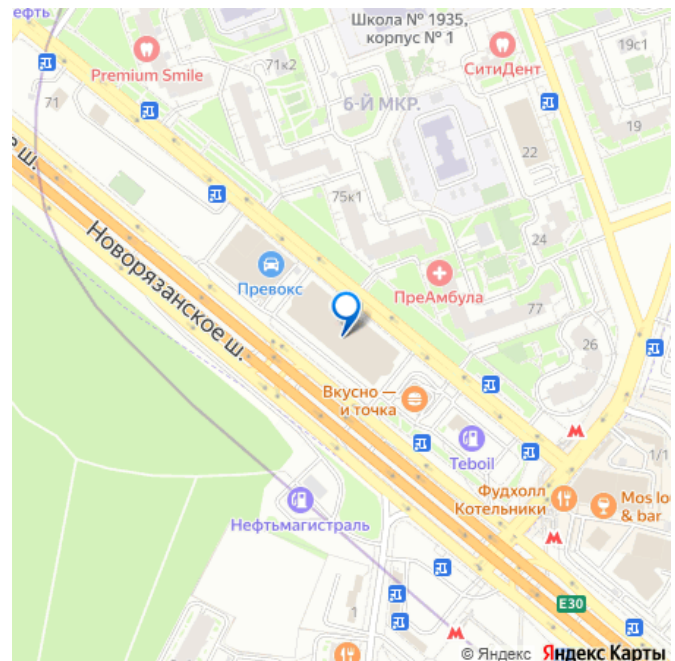 ефть
Школа № 1935,
корпус № 1
Premium Smile
71к2
СитиДент
19с1
71
6-Й МКР.
19
22
е ш.
75к1
Новорязанское ш.
24
Превокс
ПреАмбула
77
26
Вкусно —
и точка
Teboil
1/1
Фудхолл
Котельники
Mos lou
& bar
Нефтьмагистраль
E30
1
© Яндекс Яндекс Карты